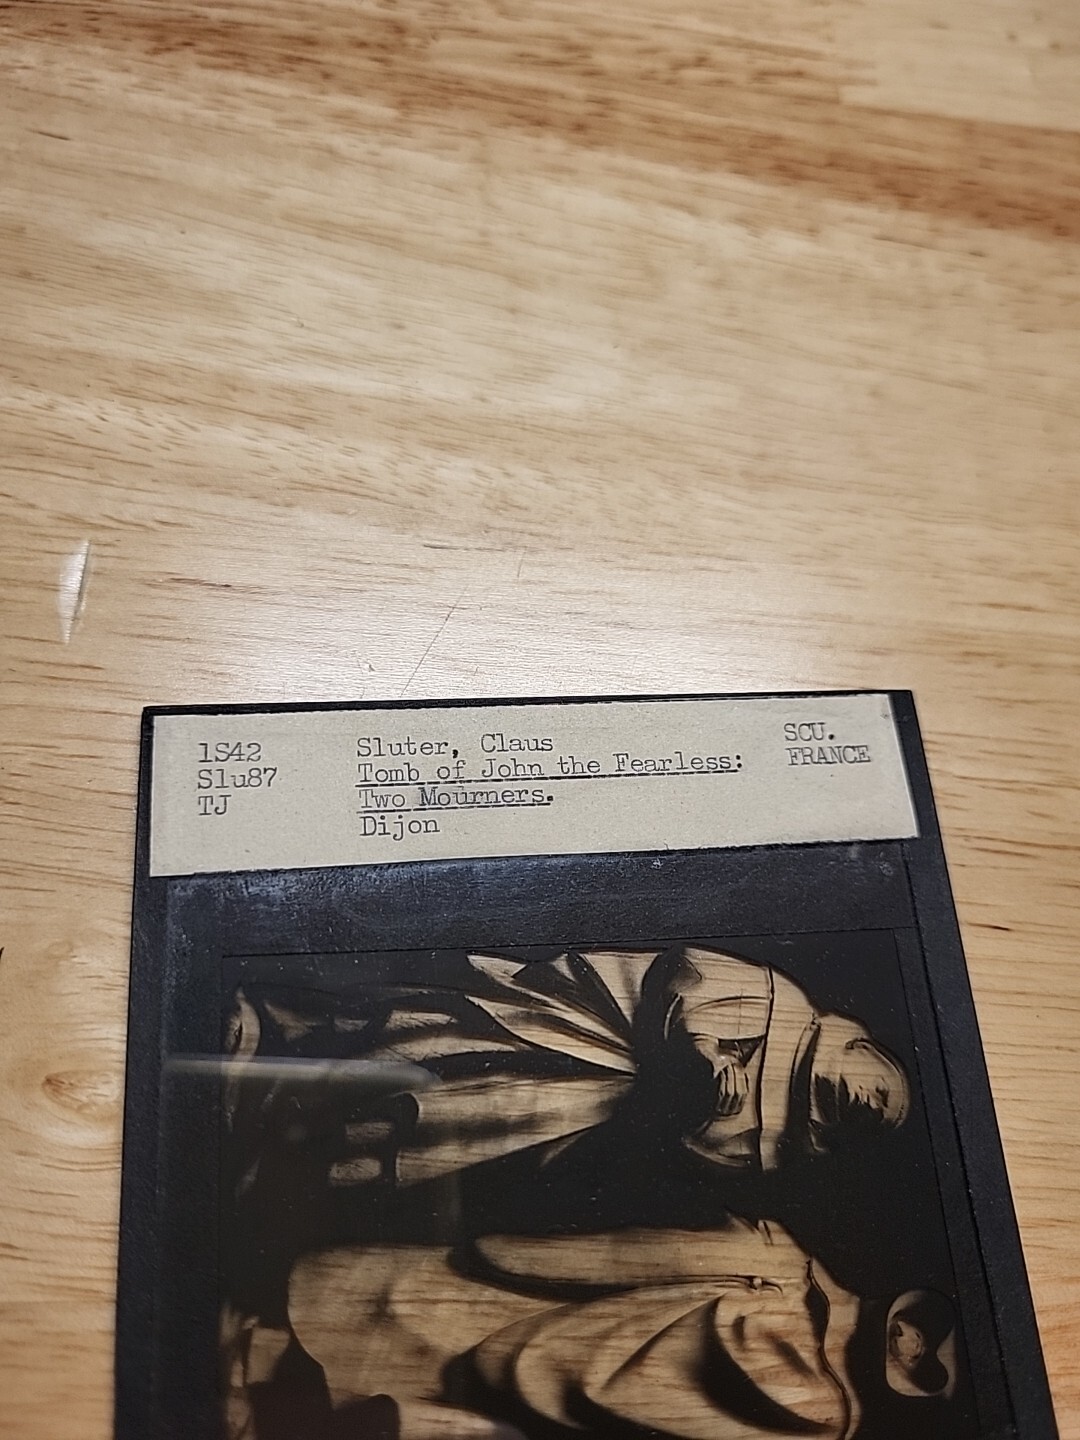 1S42
Slu87
TJ
Sluter, Claus
Tomb of John the Fearless:
Two Mourners.
Dijon
SCU.
FRANCE